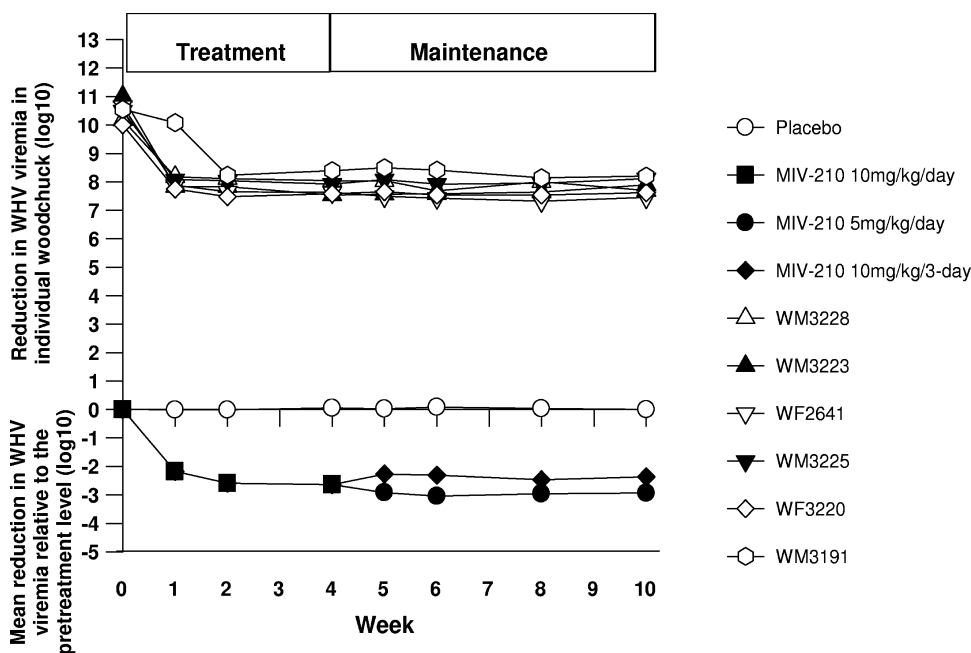 Treatment
Maintenance
Reduction in WHV viremia in
individual woodchuck (log10)
Mean reduction in WHV
viremia relative to the
pretreatment level (log10)
13
12
11
10
9
8
7
6
5
4
3
2
1
0
-1
-2
-3
-4
-5
0 1 2 3 4 5 6 7 8 9 10
Week
Placebo
MIV-210 10mg/kg/day
MIV-210 5mg/kg/day
MIV-210 10mg/kg/3-day
WM3228
WM3223
WF2641
WM3225
WF3220
WM3191